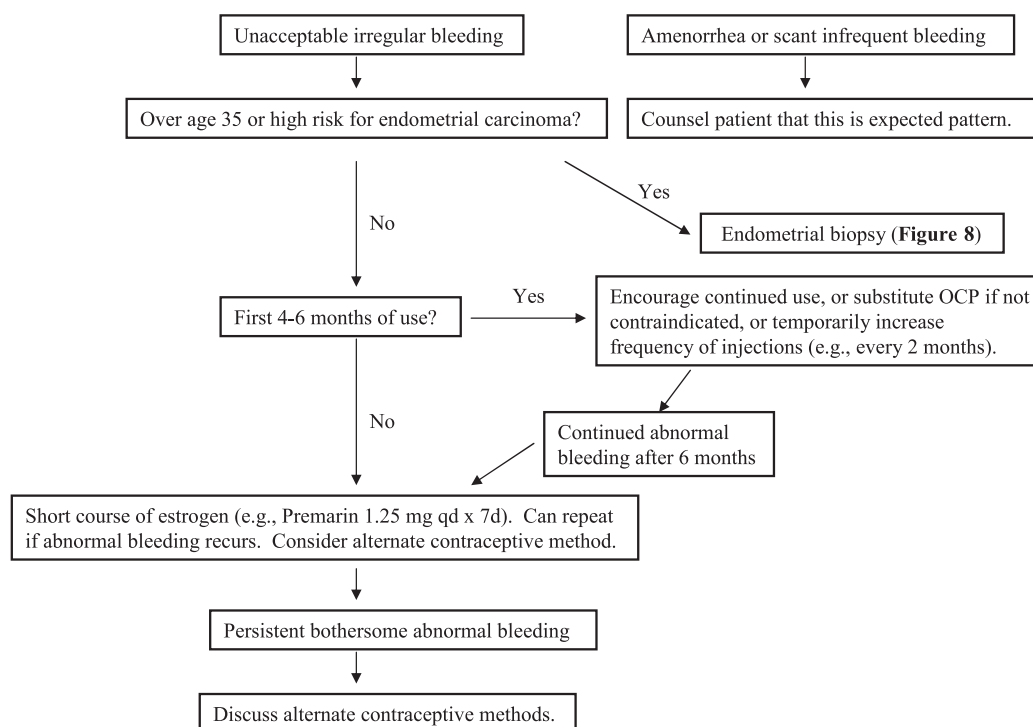 Unacceptable irregular bleeding
Amenorrhea or scant infrequent bleeding
Over age 35 or high risk for endometrial carcinoma?
Counsel patient that this is expected pattern.
Yes
No
Endometrial biopsy (Figure 8)
Yes
First 4-6 months of use?
Encourage continued use, or substitute OCP if not
contraindicated, or temporarily increase
frequency of injections (e.g., every 2 months).
No
Continued abnormal
bleeding after 6 months
Short course of estrogen (e.g., Premarin 1.25 mg qd x 7d).  Can repeat
if abnormal bleeding recurs.  Consider alternate contraceptive method.
Persistent bothersome abnormal bleeding
Discuss alternate contraceptive methods.